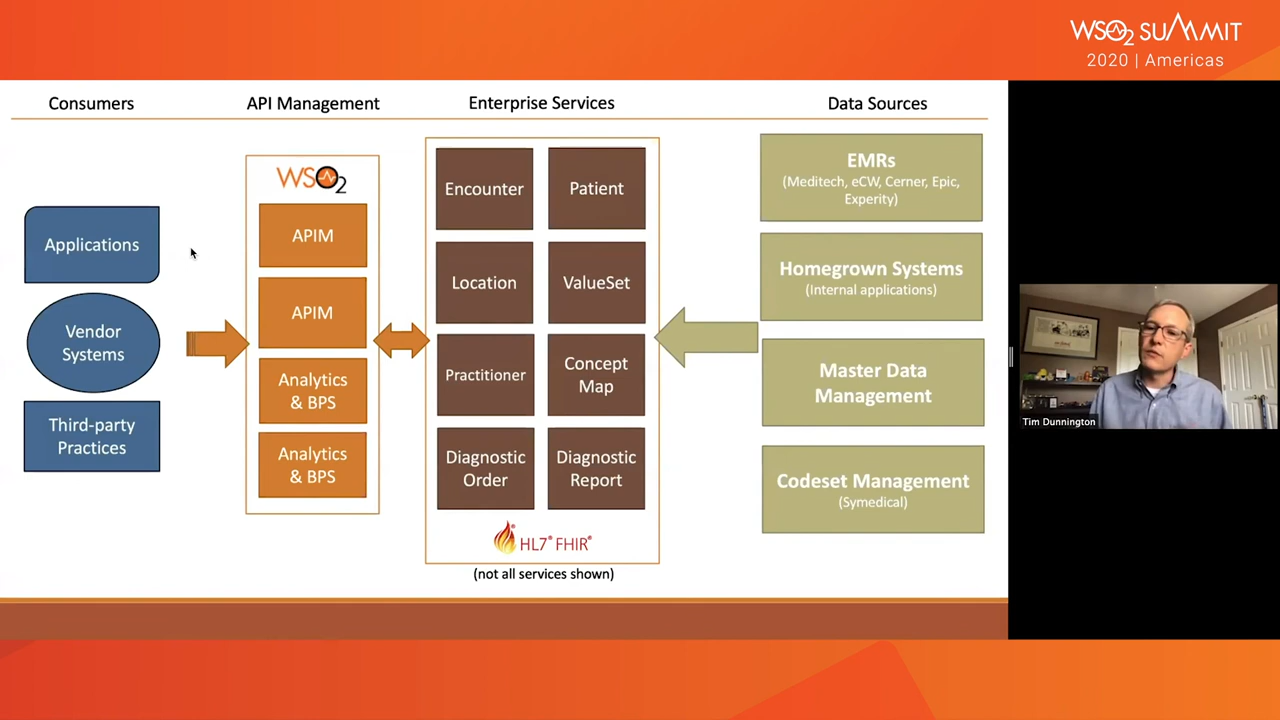 WSO2 SUMMIT
2020 | Americas
Consumers
API Management
Enterprise Services
Data Sources
Applications
Vendor
Systems
Third-party
Practices
WSO2
APIM
APIM
Analytics
& BPS
Analytics
& BPS
Encounter
Patient
Location
ValueSet
Practitioner
Concept
Map
Diagnostic
Order
Diagnostic
Report
HL7® FHIR®
(not all services shown)
EMRs
(Meditech, eCW, Cerner, Epic,
Experity)
Homegrown Systems
(Internal applications)
Master Data
Management
Codeset Management
(Symedical)
Tim Dunnington